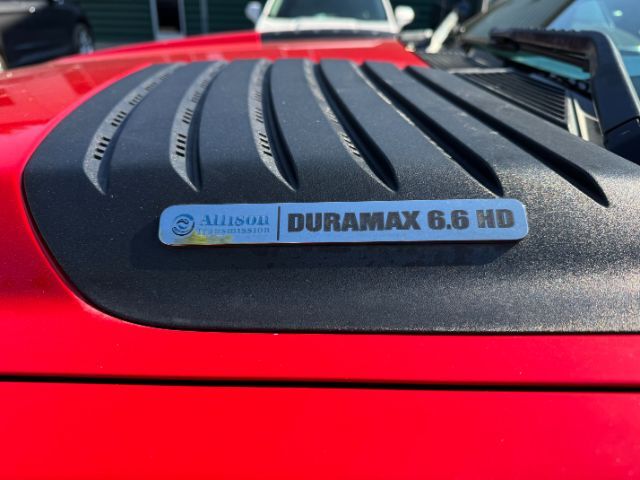 Allison
Transmission
DURAMAX 6.6 HD